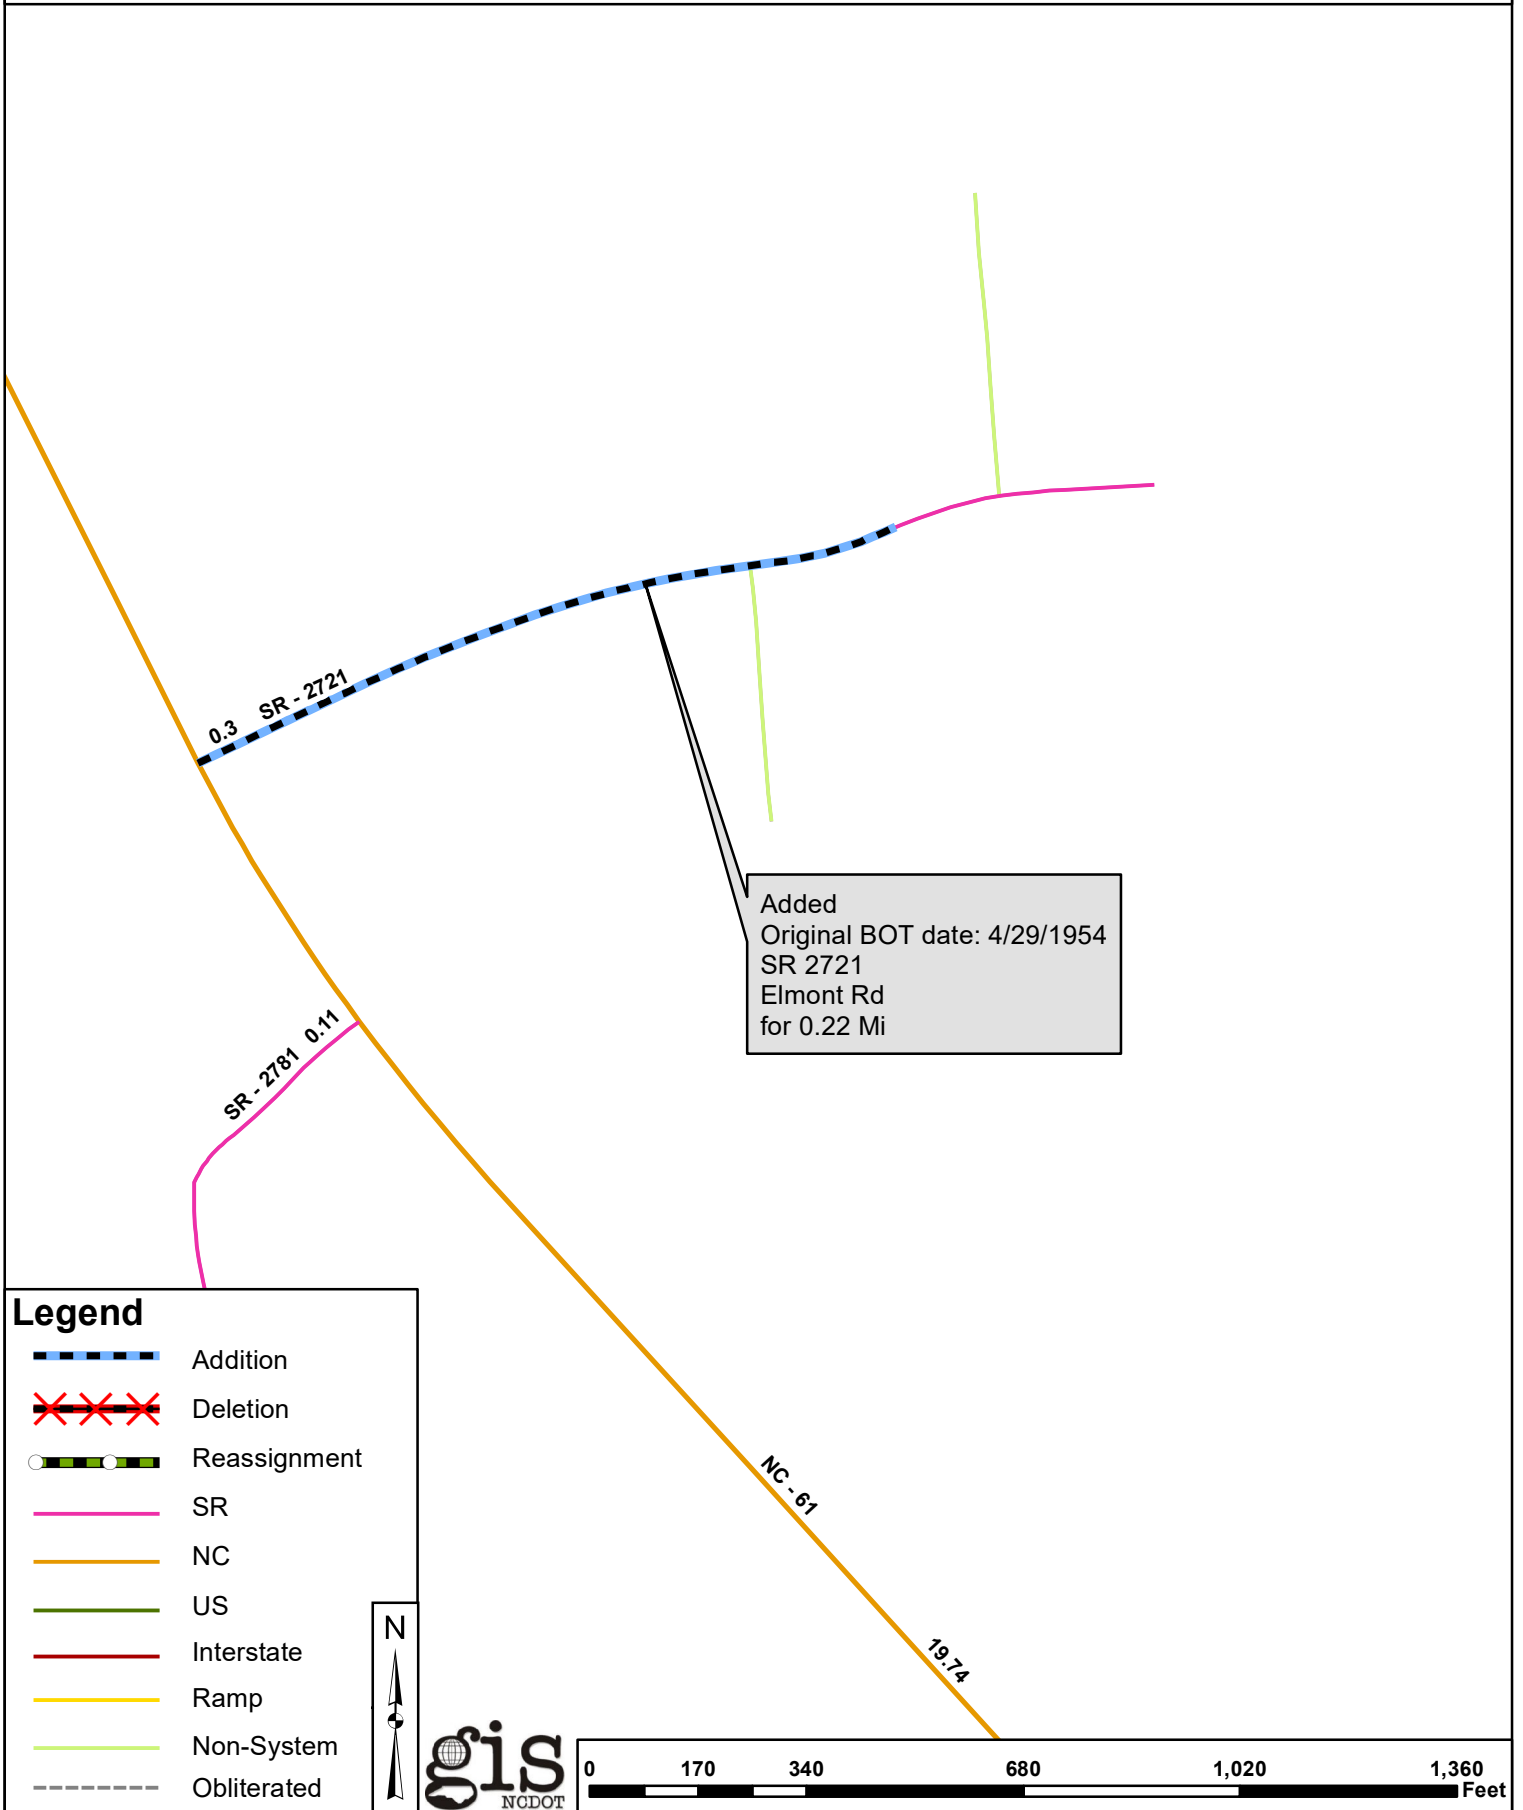 0.3 SR - 2721
Added
Original BOT date: 4/29/1954
SR 2721
Elmont Rd
for 0.22 Mi
SR - 2781 0.11
NC - 61
19.74
Legend
Addition
Deletion
Reassignment
SR
NC
US
Interstate
Ramp
Non-System
Obliterated
N
gis
NCDOT
0 170 340 680 1,020 1,360
Feet